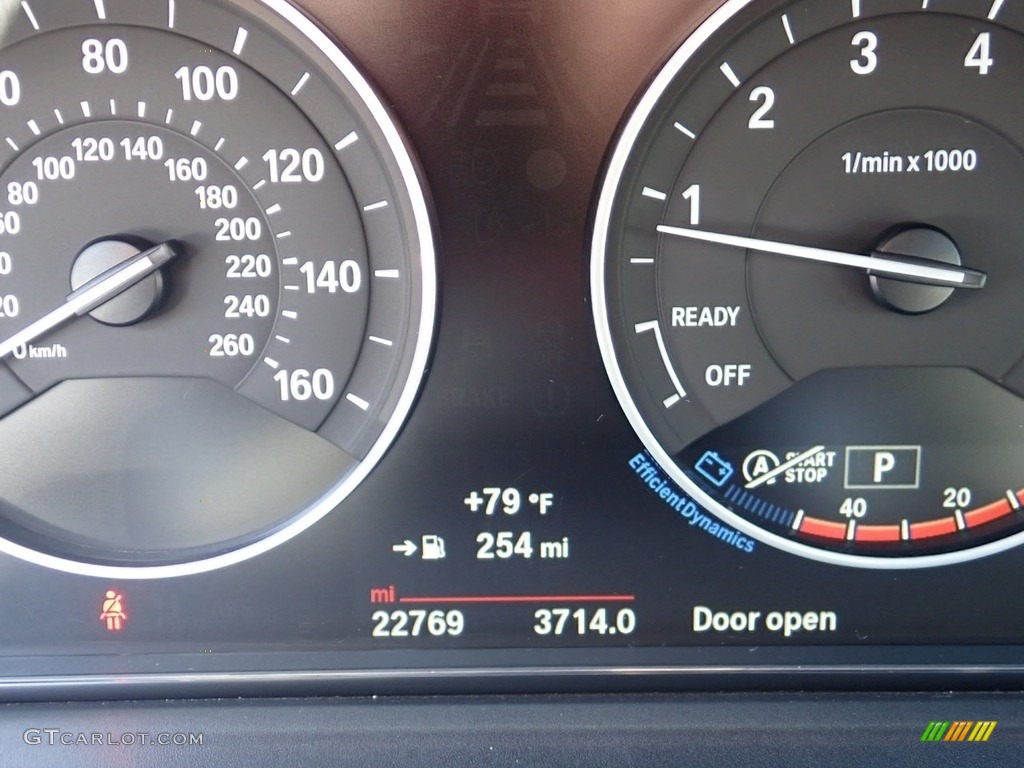 80
100
120
140
160
80
100
120
140
160
180
200
220
240
260
0 km/h
1
2
3
4
1/min x 1000
READY
OFF
A START STOP
P
40
20
EfficientDynamics
+79 °F
254 mi
mi
22769 3714.0
Door open
GTCARLOT.COM